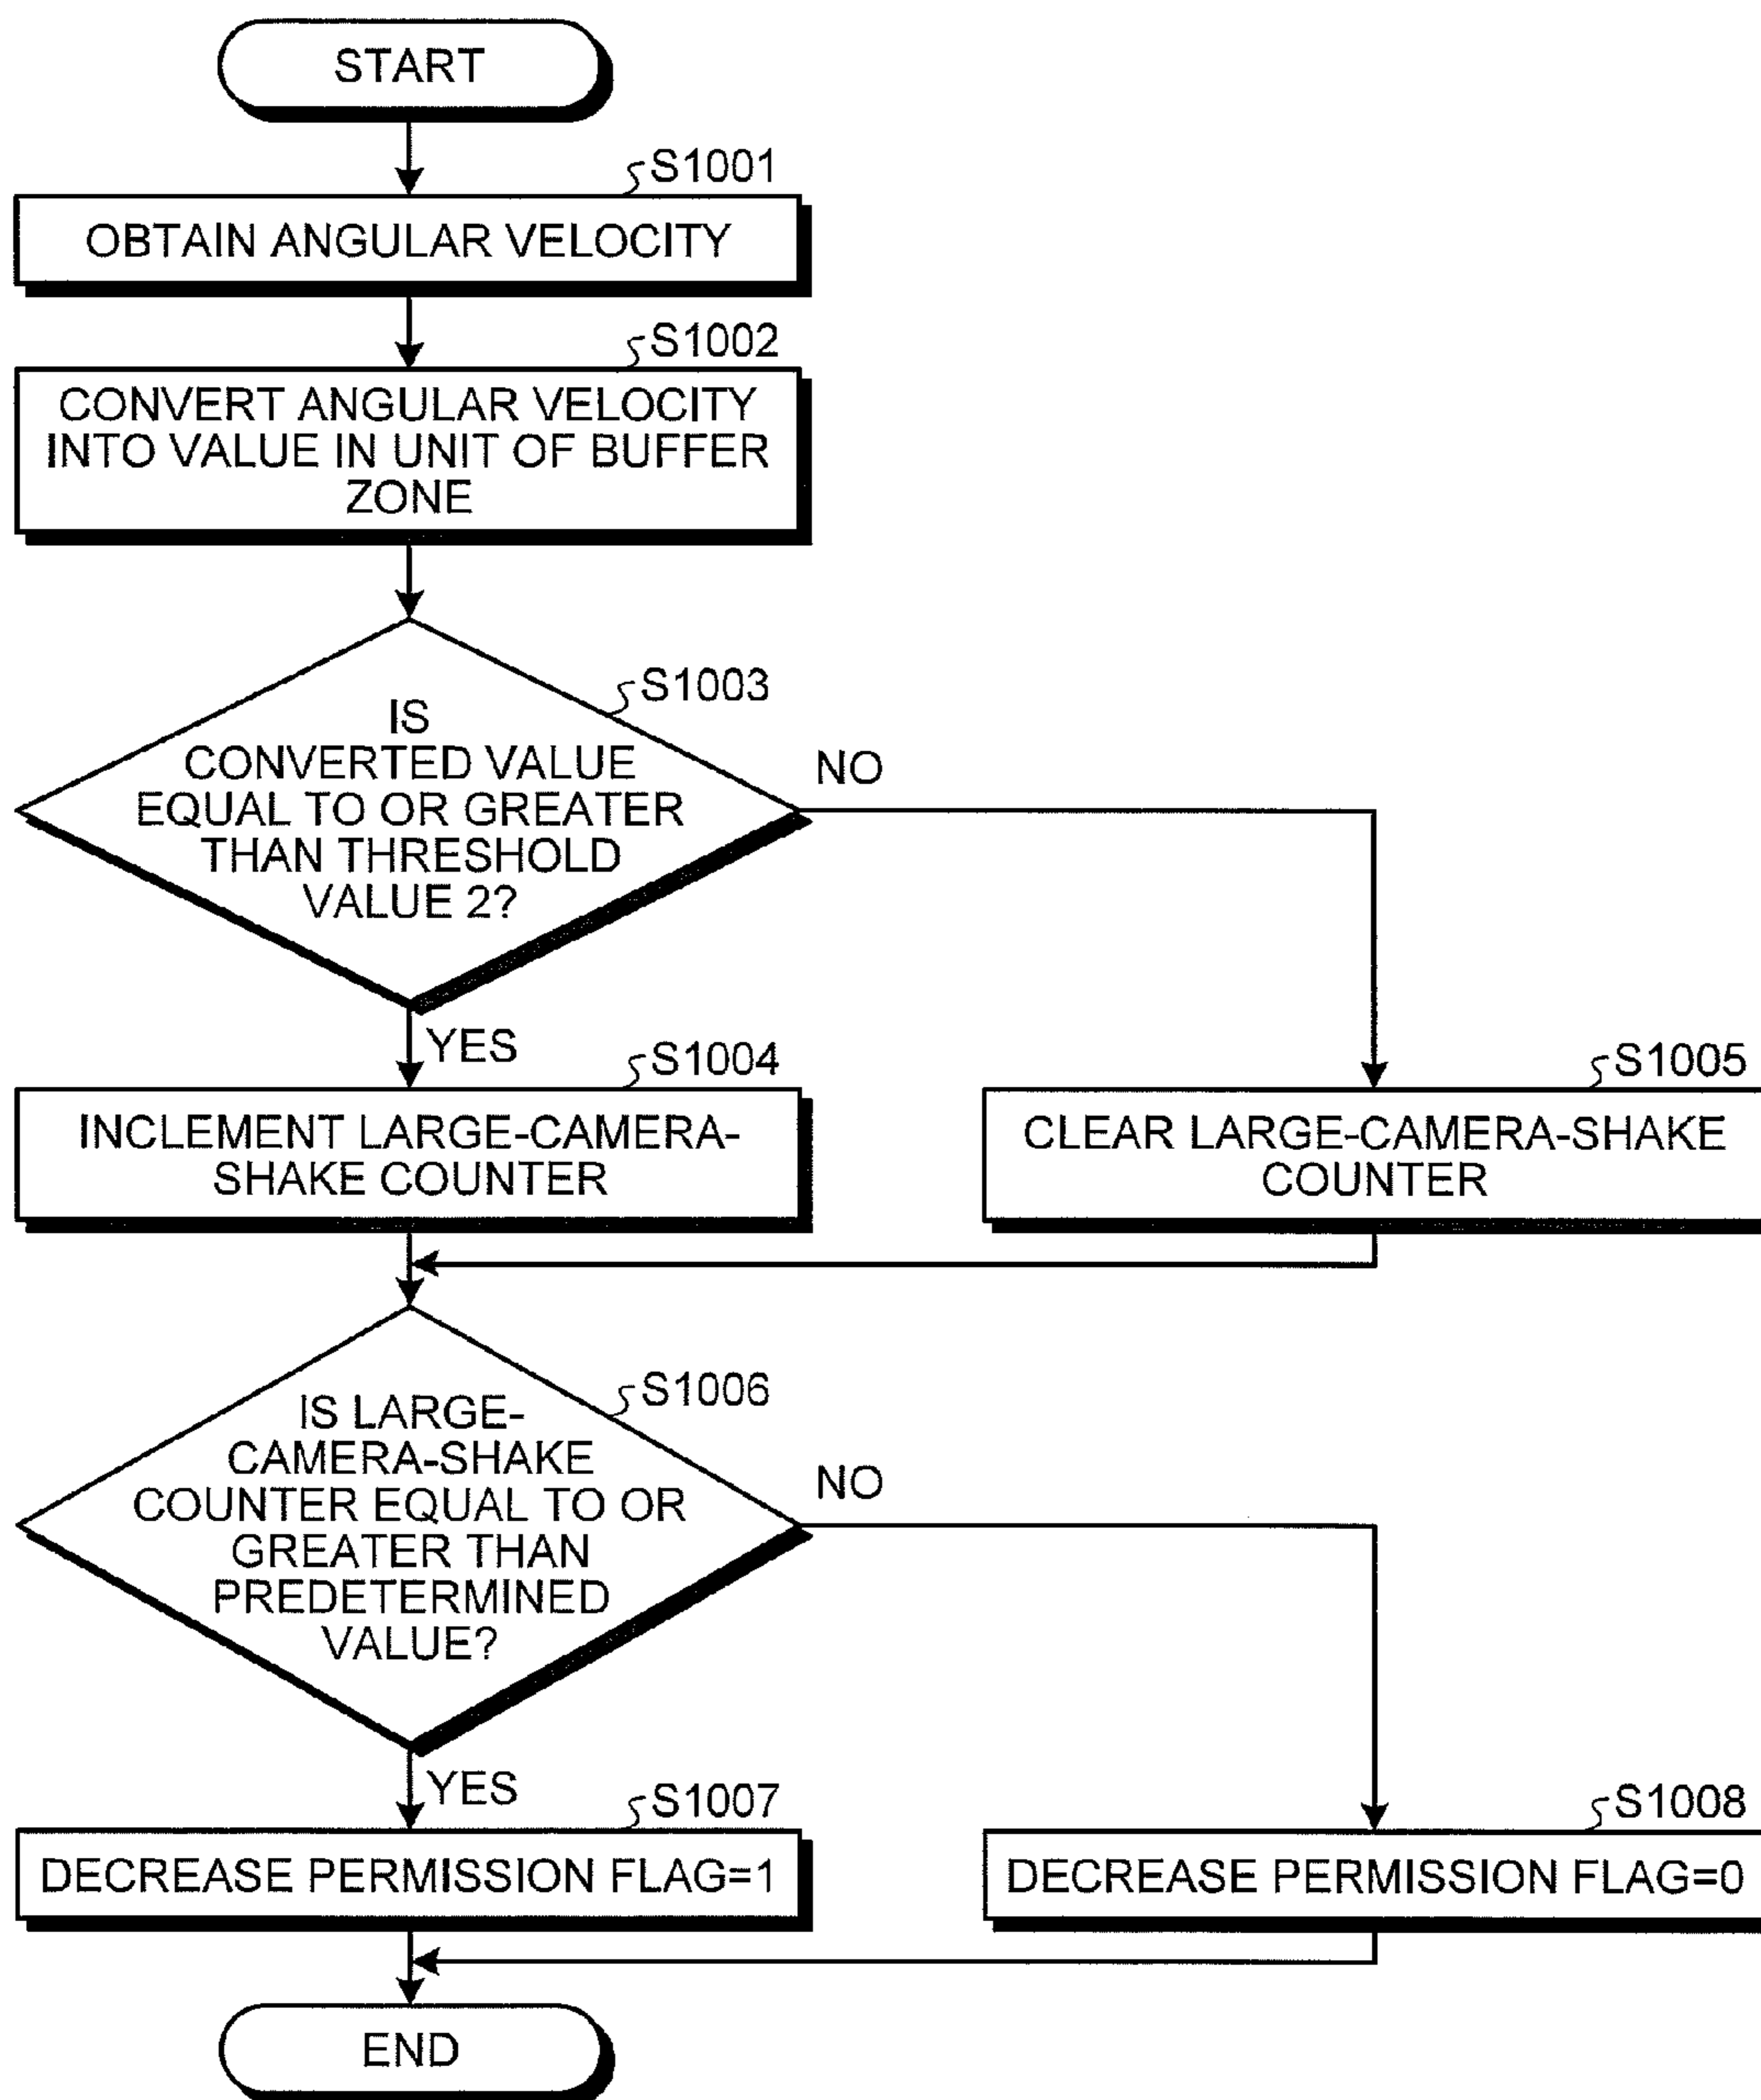 START
S1001
OBTAIN ANGULAR VELOCITY
S1002
CONVERT ANGULAR VELOCITY
INTO VALUE IN UNIT OF BUFFER
ZONE
S1003
IS
CONVERTED VALUE
EQUAL TO OR GREATER
THAN THRESHOLD
VALUE 2?
NO
YES
S1004
INCLEMENT LARGE-CAMERA-
SHAKE COUNTER
S1005
CLEAR LARGE-CAMERA-SHAKE
COUNTER
S1006
IS LARGE-
CAMERA-SHAKE
COUNTER EQUAL TO OR
GREATER THAN
PREDETERMINED
VALUE?
NO
YES
S1007
DECREASE PERMISSION FLAG=1
S1008
DECREASE PERMISSION FLAG=0
END